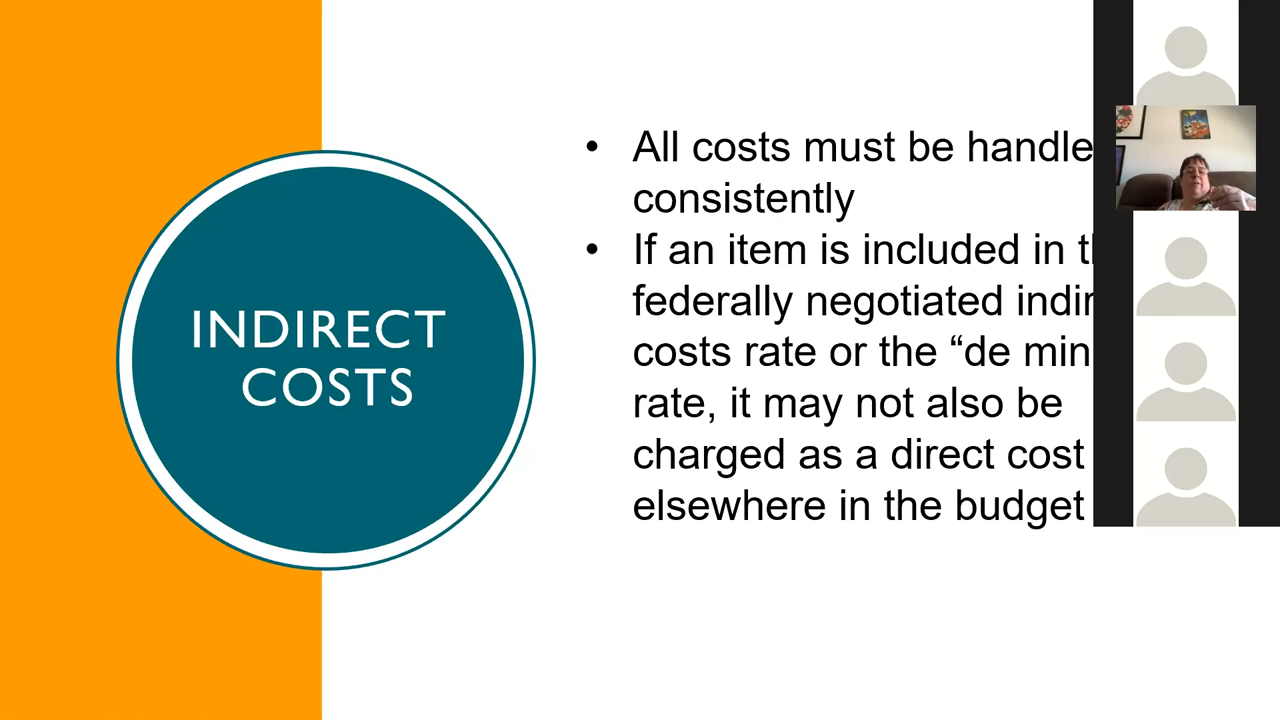 INDIRECT
COSTS
• All costs must be handle
consistently
• If an item is included in t
federally negotiated indir
costs rate or the “de min
rate, it may not also be
charged as a direct cost
elsewhere in the budget